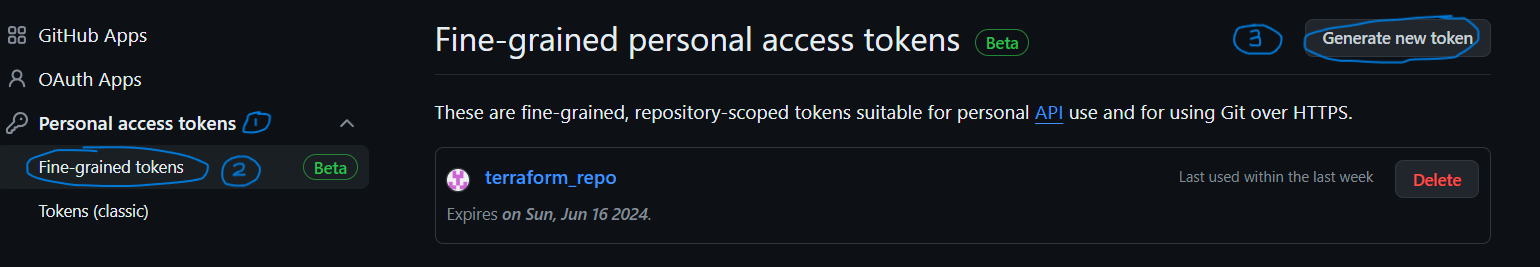 GitHub Apps
OAuth Apps
Personal access tokens 1
Fine-grained tokens 2 Beta
Tokens (classic)
Fine-grained personal access tokens Beta 3 Generate new token
These are fine-grained, repository-scoped tokens suitable for personal API use and for using Git over HTTPS.
terraform_repo Last used within the last week Delete
Expires on Sun, Jun 16 2024.